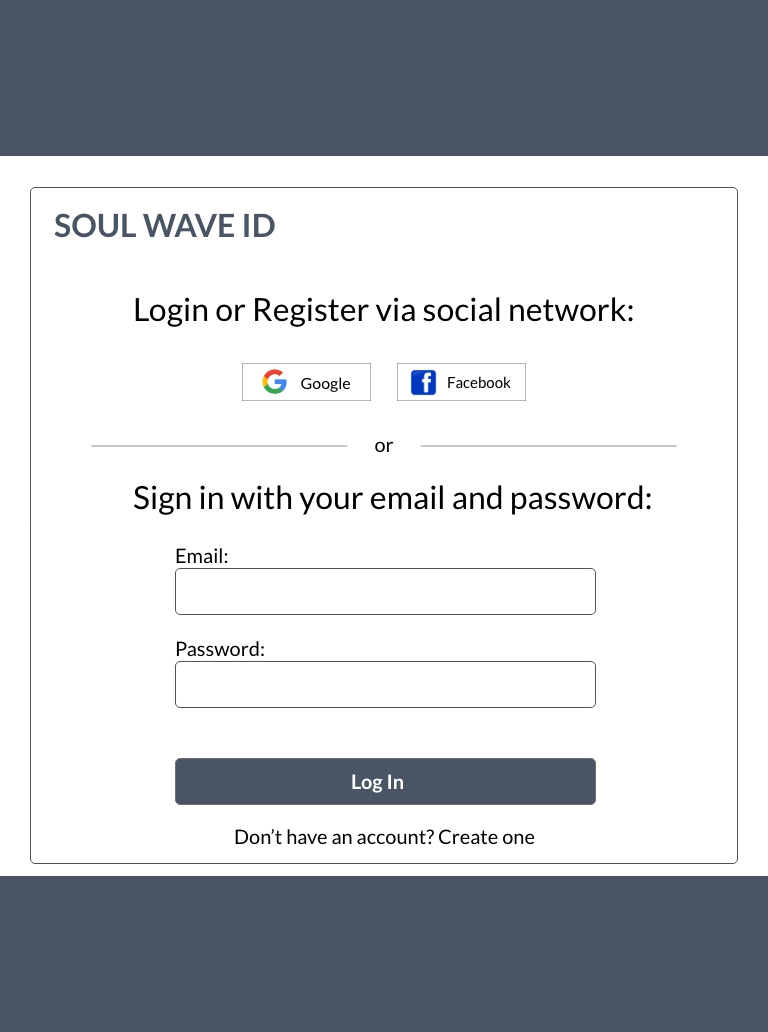 SOUL WAVE ID
Login or Register via social network:
Google
Facebook
or
Sign in with your email and password:
Email:
Password:
Log In
Don’t have an account? Create one